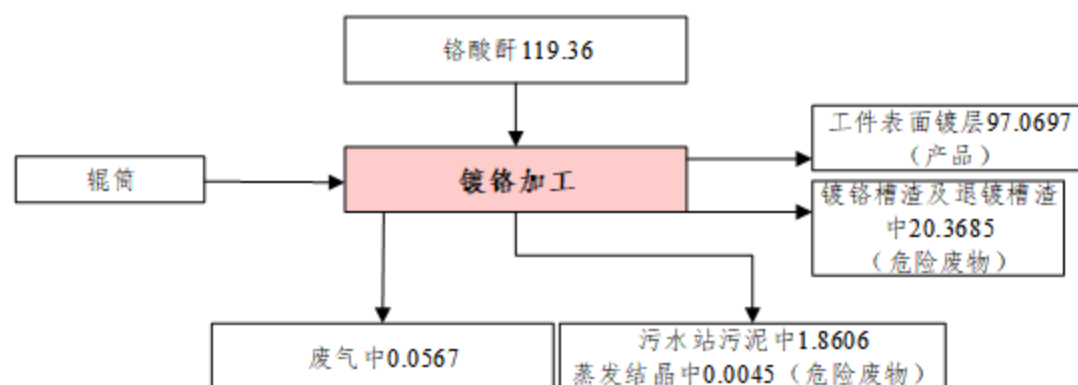 铬酸酐119.36
工件表面镀层97.0697
（产品）
辊筒
镀铬加工
镀铬槽渣及退镀槽渣
中20.3685
（危险废物）
废气中0.0567
污水站污泥中1.8606
蒸发结晶中0.0045（危险废物）